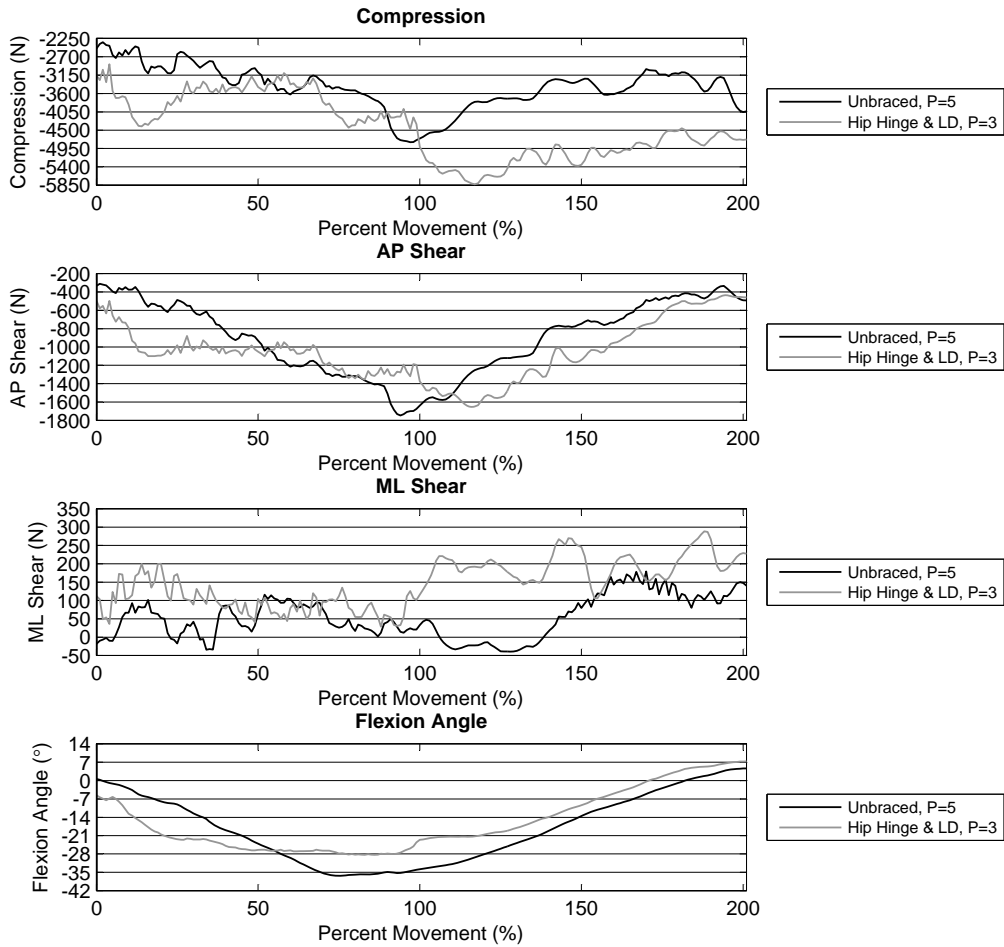 Compression
Compression (N)
-2250
-2700
-3150
-3600
-4050
-4500
-4950
-5400
-5850
0
50
100
150
200
Percent Movement (%)
Unbraced, P=5
Hip Hinge & LD, P=3
AP Shear
AP Shear (N)
-200
-400
-600
-800
-1000
-1200
-1400
-1600
-1800
0
50
100
150
200
Percent Movement (%)
Unbraced, P=5
Hip Hinge & LD, P=3
ML Shear
ML Shear (N)
350
300
250
200
150
100
50
0
-50
0
50
100
150
200
Percent Movement (%)
Unbraced, P=5
Hip Hinge & LD, P=3
Flexion Angle
Flexion Angle (°)
14
7
0
-7
-14
-21
-28
-35
-42
0
50
100
150
200
Percent Movement (%)
Unbraced, P=5
Hip Hinge & LD, P=3